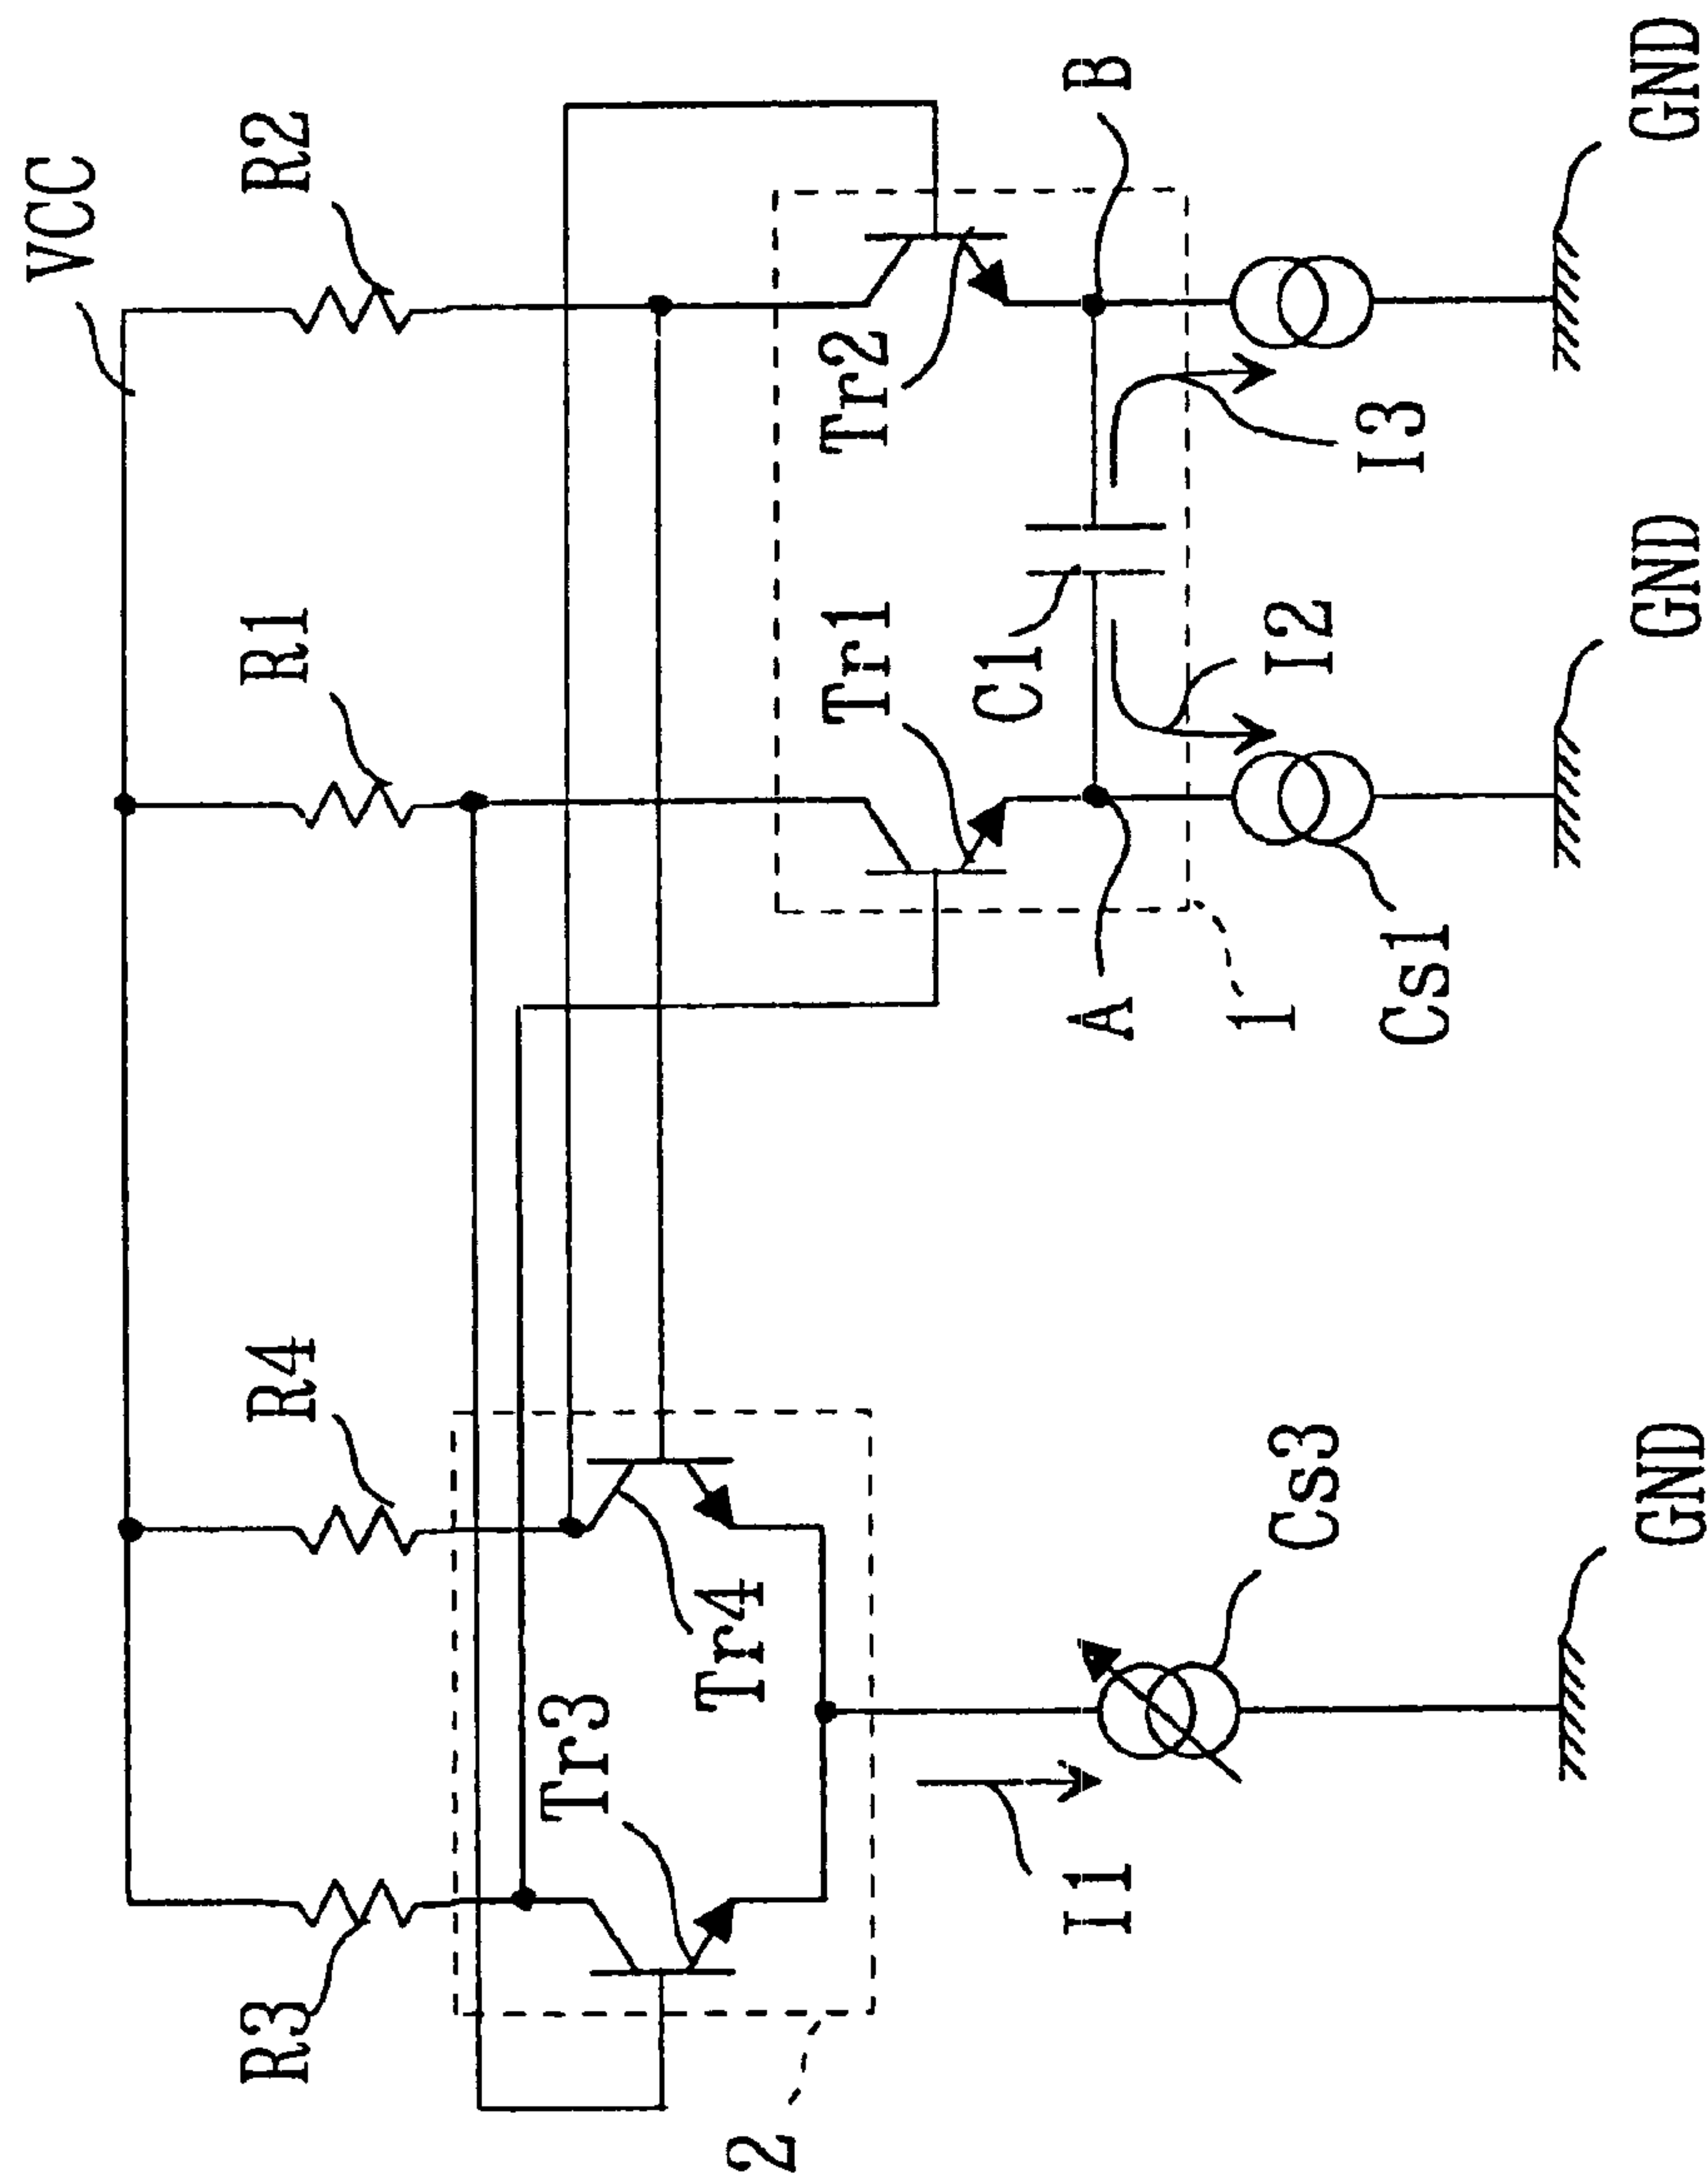 VCC
R3
R4
R1
R2
Tr3
Tr4
Tr1
Tr2
C1
2
I1
A
B
1
I2
I3
Cs3
Cs1
GND
GND
GND